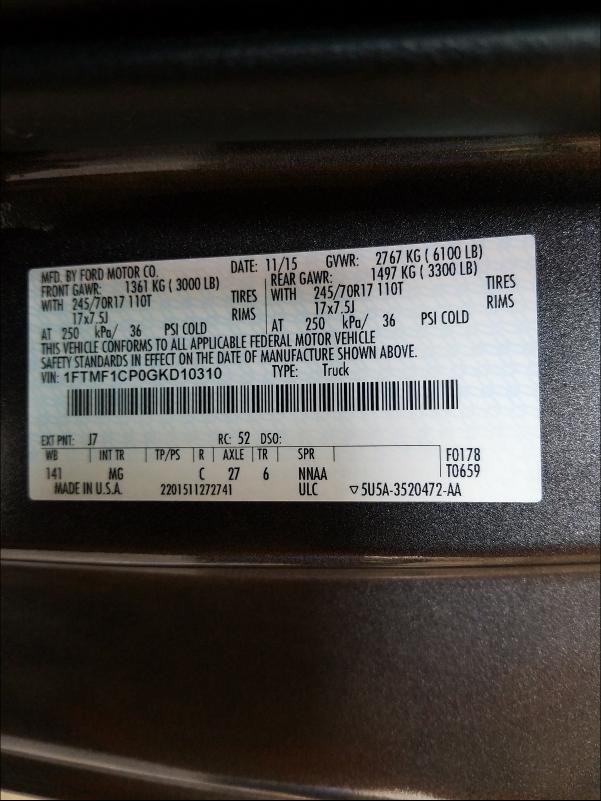 MFD. BY FORD MOTOR CO. DATE: 11/15 GVWR: 2767 KG ( 6100 LB)
FRONT GAWR: 1361 KG ( 3000 LB) REAR GAWR: 1497 KG ( 3300 LB)
WITH 245/70R17 110T TIRES WITH 245/70R17 110T TIRES
17x7.5J RIMS 17x7.5J RIMS
AT 250 kPa/ 36 PSI COLD AT 250 kPa/ 36 PSI COLD
THIS VEHICLE CONFORMS TO ALL APPLICABLE FEDERAL MOTOR VEHICLE
SAFETY STANDARDS IN EFFECT ON THE DATE OF MANUFACTURE SHOWN ABOVE.
VIN: 1FTMF1CP0GKD10310 TYPE: Truck
EXT PNT: J7 RC: 52 DSO:
WB INT TR TP/PS R AXLE TR SPR F0178
141 MG C 27 6 NNAA T0659
MADE IN U.S.A. 2201511272741 ULC ▽5U5A-3520472-AA